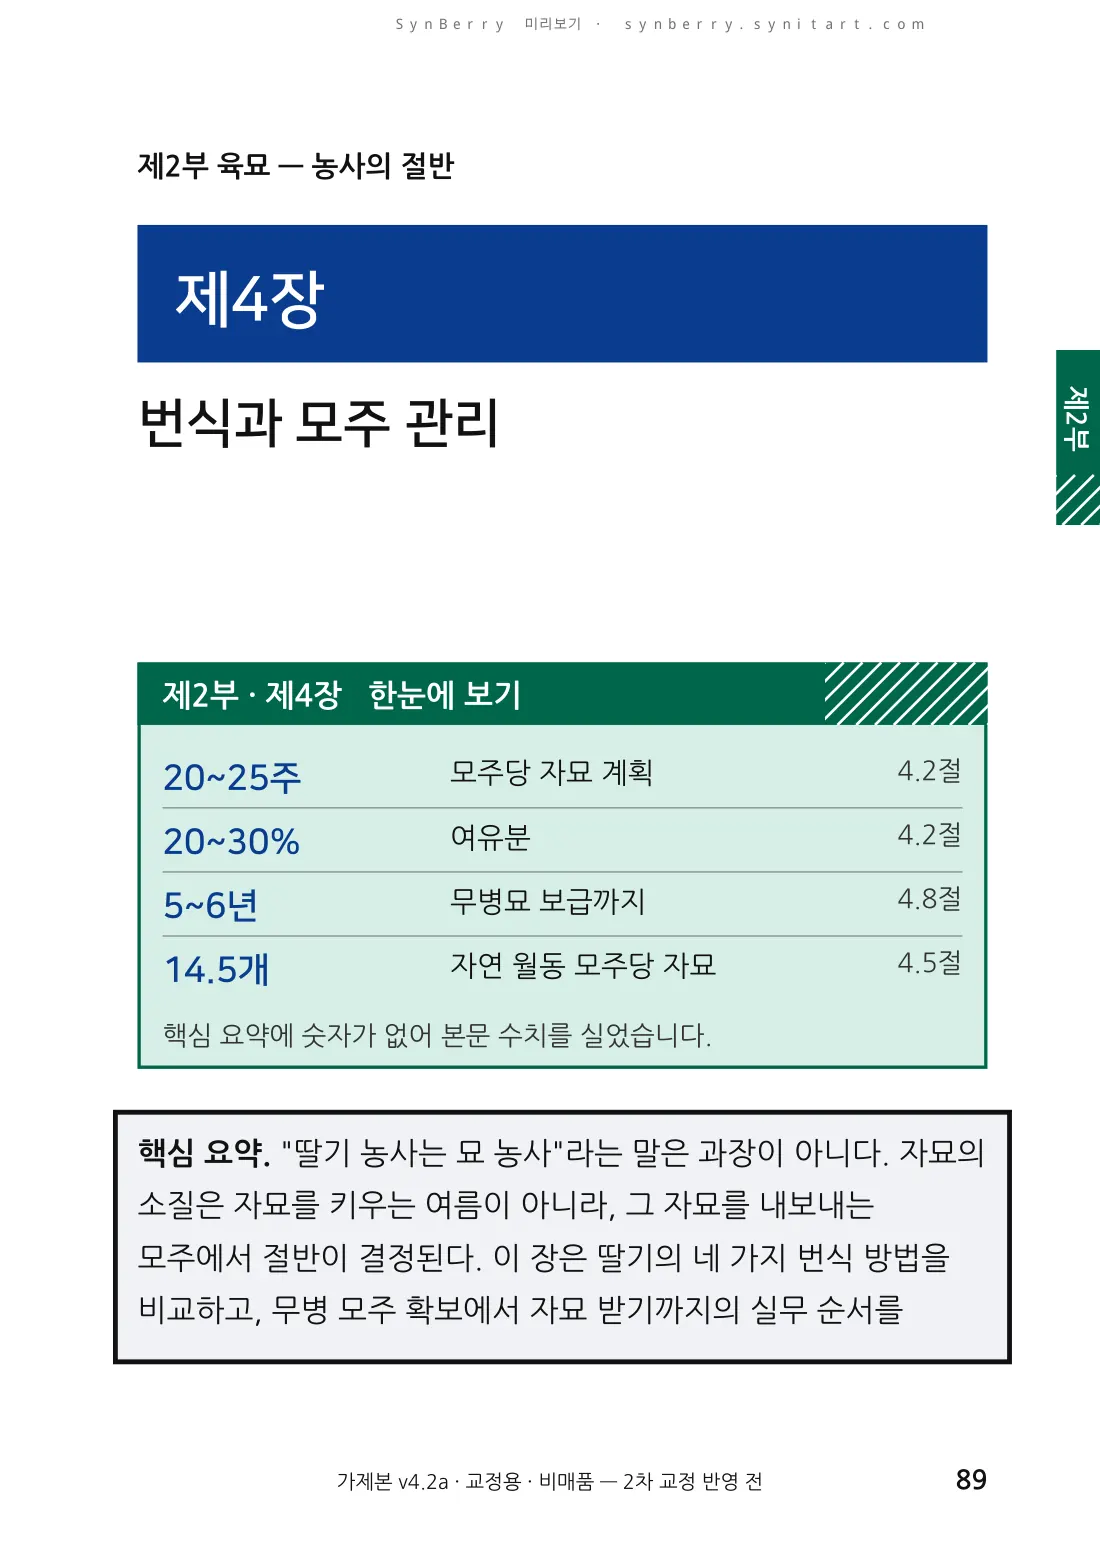 SynBerry 미리보기 · synberry.synitart.com
제2부 육묘 — 농사의 절반
제4장
번식과 모주 관리
제2부
제2부 · 제4장 한눈에 보기
20~25주 모주당 자묘 계획 4.2절
20~30% 여유분 4.2절
5~6년 무병묘 보급까지 4.8절
14.5개 자연 월동 모주당 자묘 4.5절
핵심 요약에 숫자가 없어 본문 수치를 실었습니다.
핵심 요약. "딸기 농사는 묘 농사"라는 말은 과장이 아니다. 자묘의
소질은 자묘를 키우는 여름이 아니라, 그 자묘를 내보내는
모주에서 절반이 결정된다. 이 장은 딸기의 네 가지 번식 방법을
비교하고, 무병 모주 확보에서 자묘 받기까지의 실무 순서를
가제본 v4.2a · 교정용 · 비매품 — 2차 교정 반영 전
89